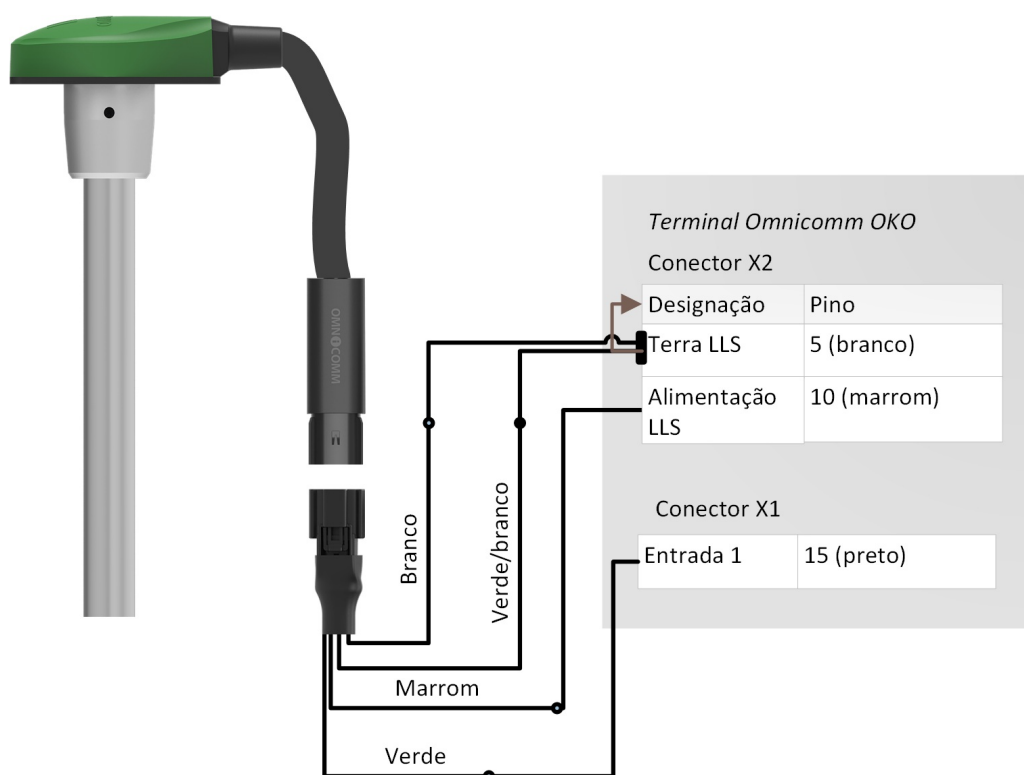 Terminal Omnicomm OKO
Conector X2
Designação Pino
Terra LLS 5 (branco)
Alimentação 10 (marrom)
LLS
Conector X1
Entrada 1 15 (preto)
OMNICOMM
Branco
Verde/branco
Marrom
Verde